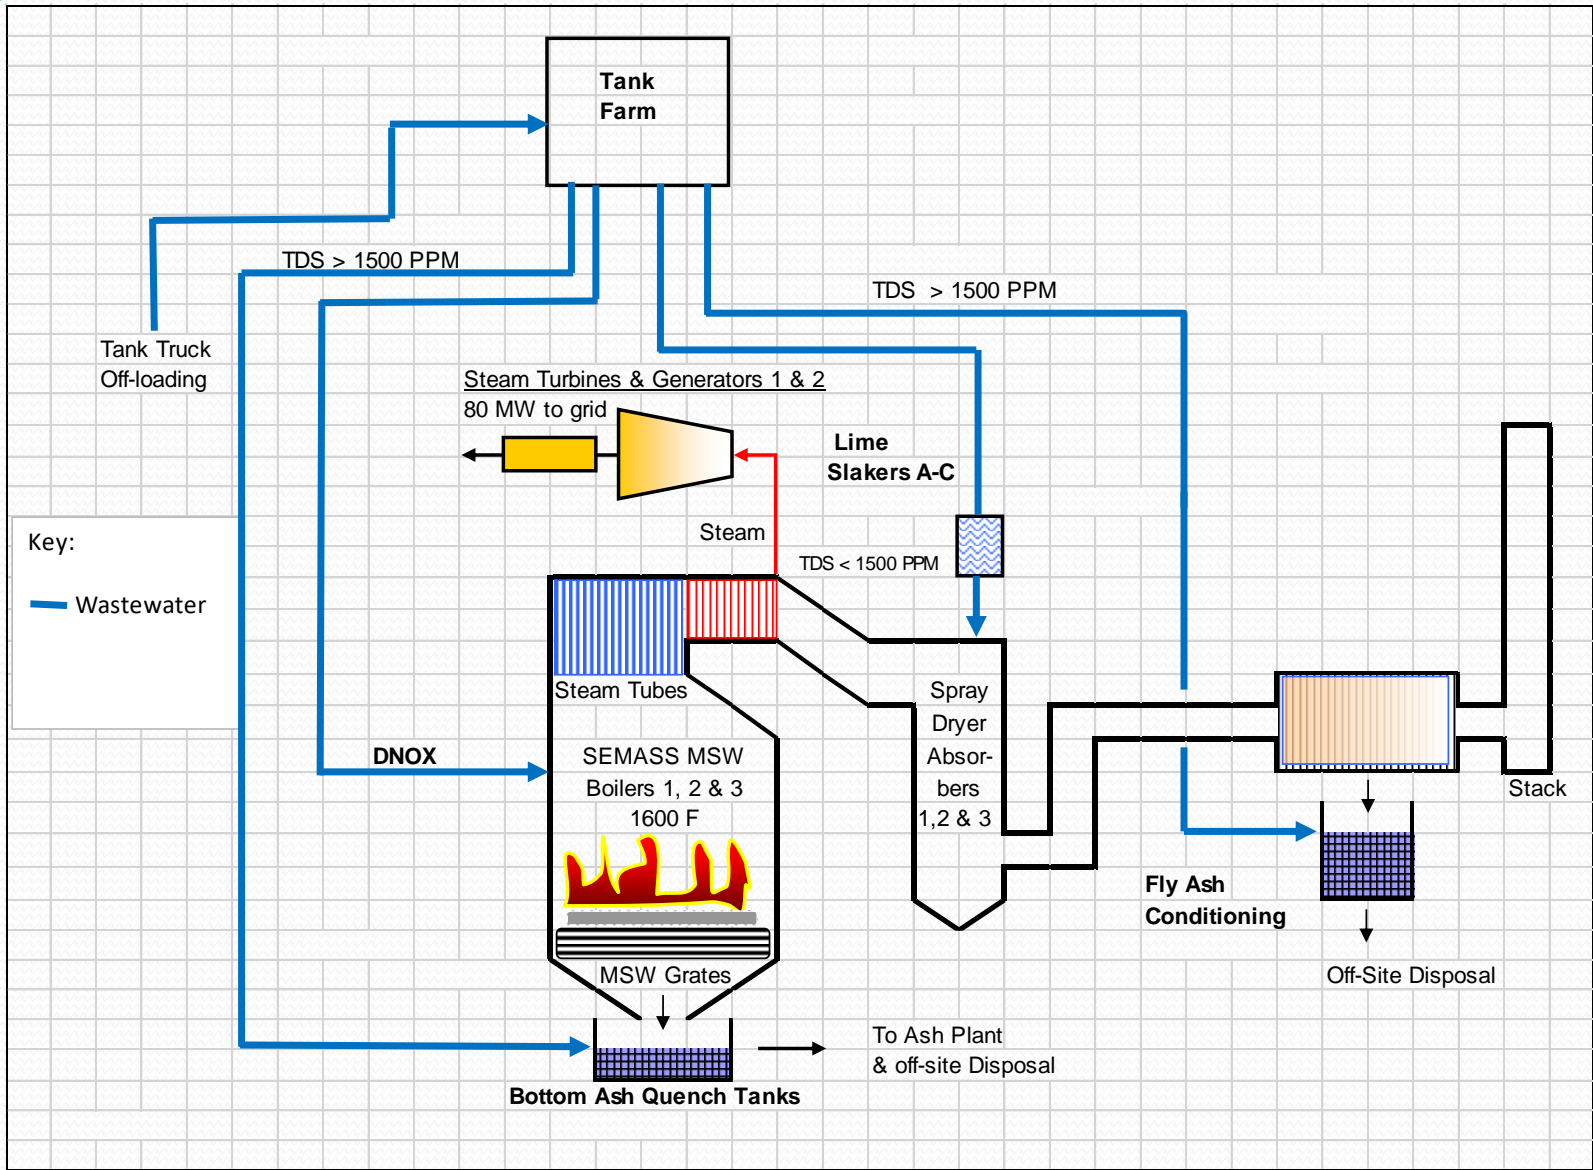 Tank
Farm
TDS > 1500 PPM
TDS  > 1500 PPM
Tank Truck
Off-loading
Steam Turbines & Generators 1 & 2
80 MW to grid
Lime
Slakers A-C
Steam
TDS < 1500 PPM
Key:
Wastewater
Steam Tubes
Spray
Dryer
Absor-
bers
1,2 & 3
DNOX
SEMASS MSW
Boilers 1, 2 & 3
1600 F
Stack
Fly Ash
Conditioning
MSW Grates
Off-Site Disposal
To Ash Plant
& off-site Disposal
Bottom Ash Quench Tanks